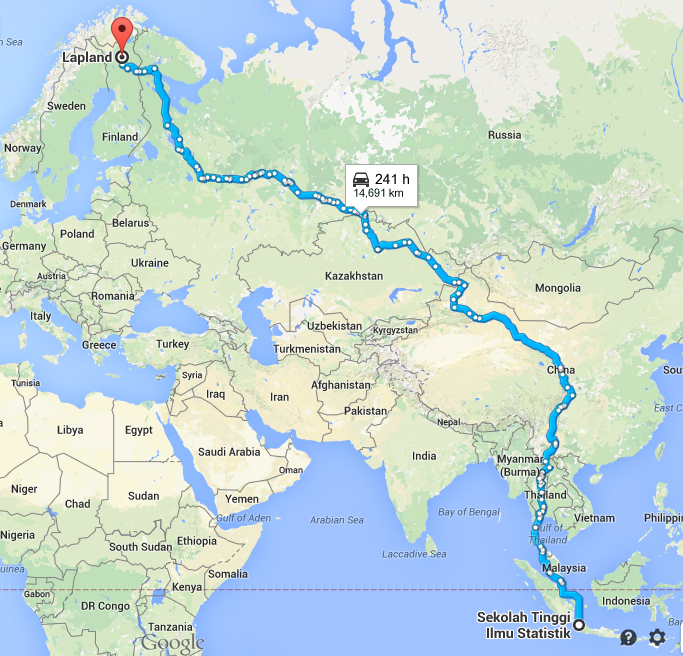 n Sea
Lapland
Sweden
Finland
Norway
Russia
241 h
14,691 km
Denmark
Belarus
Poland
Germany
Ukraine
Austria
Kazakhstan
Mongolia
Romania
Italy
Uzbekistan
Kyrgyzstan
Greece
Turkey
Turkmenistan
China
Sou
Tunisia
Syria
Afghanistan
Iraq
Iran
East C
Pakistan
Nepal
Libya
Egypt
Saudi Arabia
India
Myanmar
(Burma)
Oman
Niger
Chad
Sudan
Yemen
Thailand
Gulf of Aden
Arabian Sea
Bay of Bengal
Vietnam
Philippin
Nigeria
Ethiopia
Gulf of
Thailand
South Sudan
Laccadive Sea
uinea
Somalia
Malaysia
Kenya
Gabon
DR Congo
Indonesia
Ban
Sekolah Tinggi
Ilmu Statistik
Tanzania
Google
?